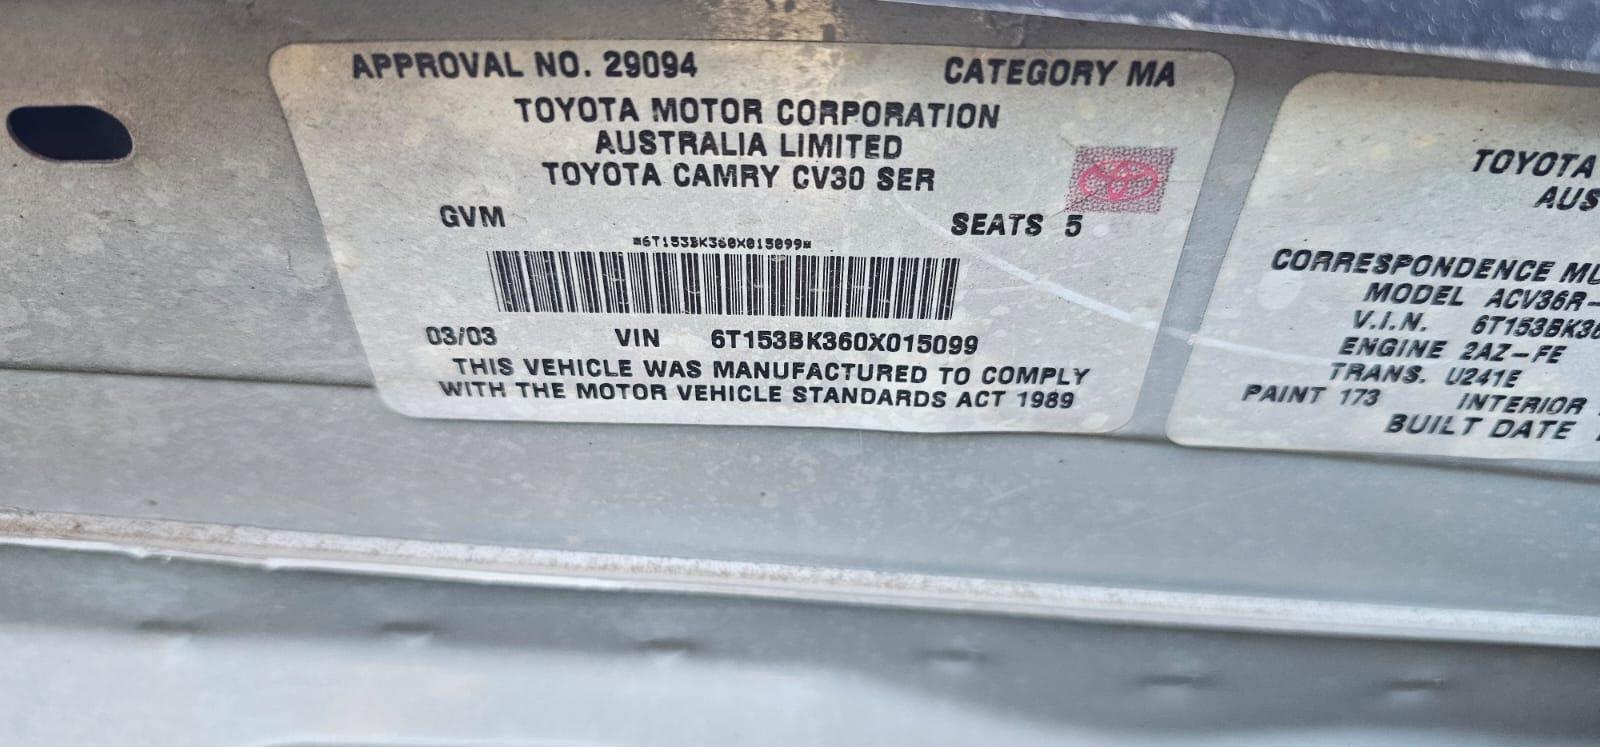 APPROVAL NO. 29094 CATEGORY MA
TOYOTA MOTOR CORPORATION
AUSTRALIA LIMITED
TOYOTA CAMRY CV30 SER
GVM SEATS 5
*6T153BK360X015099*
03/03 VIN 6T153BK360X015099
THIS VEHICLE WAS MANUFACTURED TO COMPLY
WITH THE MOTOR VEHICLE STANDARDS ACT 1989
TOYOTA
AUS
CORRESPONDENCE
MODEL ACV36R-
V.I.N. 6T153BK36
ENGINE 2AZ-FE
TRANS. U241E
PAINT 173 INTERIOR
BUILT DATE